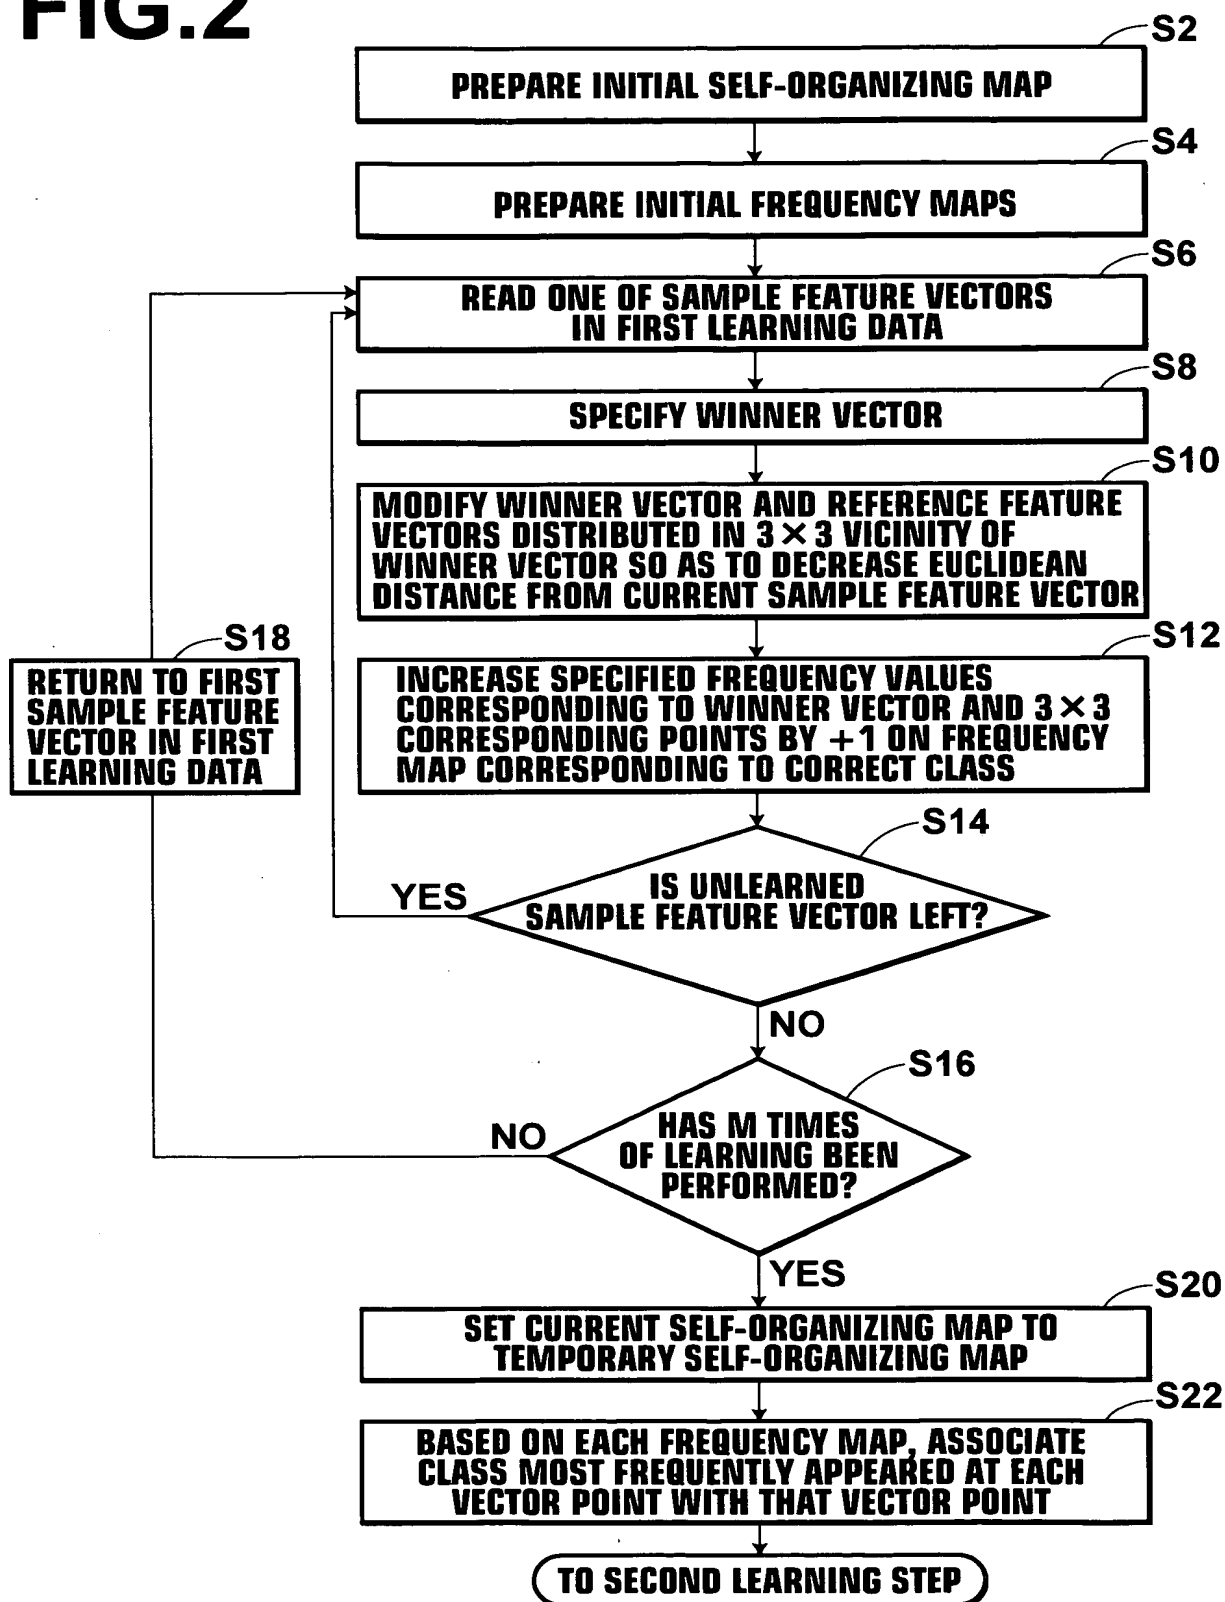 FIG.2
S2
PREPARE INITIAL SELF-ORGANIZING MAP
S4
PREPARE INITIAL FREQUENCY MAPS
S6
READ ONE OF SAMPLE FEATURE VECTORS
IN FIRST LEARNING DATA
S8
SPECIFY WINNER VECTOR
S10
MODIFY WINNER VECTOR AND REFERENCE FEATURE
VECTORS DISTRIBUTED IN 3 × 3 VICINITY OF
WINNER VECTOR SO AS TO DECREASE EUCLIDEAN
DISTANCE FROM CURRENT SAMPLE FEATURE VECTOR
S12
INCREASE SPECIFIED FREQUENCY VALUES
CORRESPONDING TO WINNER VECTOR AND 3 × 3
CORRESPONDING POINTS BY +1 ON FREQUENCY
MAP CORRESPONDING TO CORRECT CLASS
S18
RETURN TO FIRST
SAMPLE FEATURE
VECTOR IN FIRST
LEARNING DATA
S14
IS UNLEARNED
SAMPLE FEATURE VECTOR LEFT?
YES
NO
S16
HAS M TIMES
OF LEARNING BEEN
PERFORMED?
NO
YES
S20
SET CURRENT SELF-ORGANIZING MAP TO
TEMPORARY SELF-ORGANIZING MAP
S22
BASED ON EACH FREQUENCY MAP, ASSOCIATE
CLASS MOST FREQUENTLY APPEARED AT EACH
VECTOR POINT WITH THAT VECTOR POINT
TO SECOND LEARNING STEP